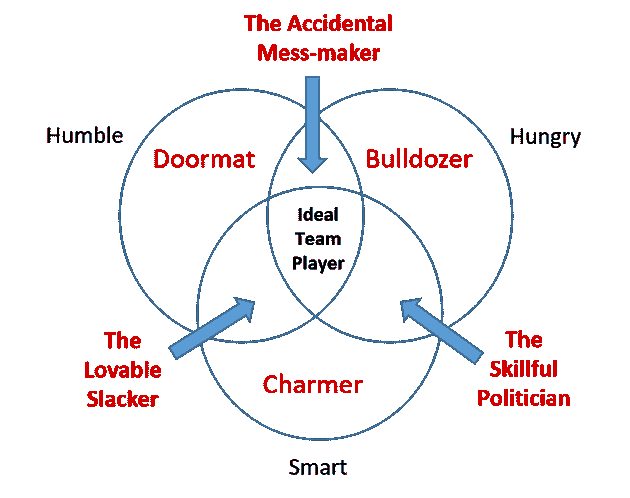 The Accidental
Mess-maker
Humble
Hungry
Doormat
Bulldozer
Ideal
Team
Player
The
Lovable
Slacker
The
Skillful
Politician
Charmer
Smart